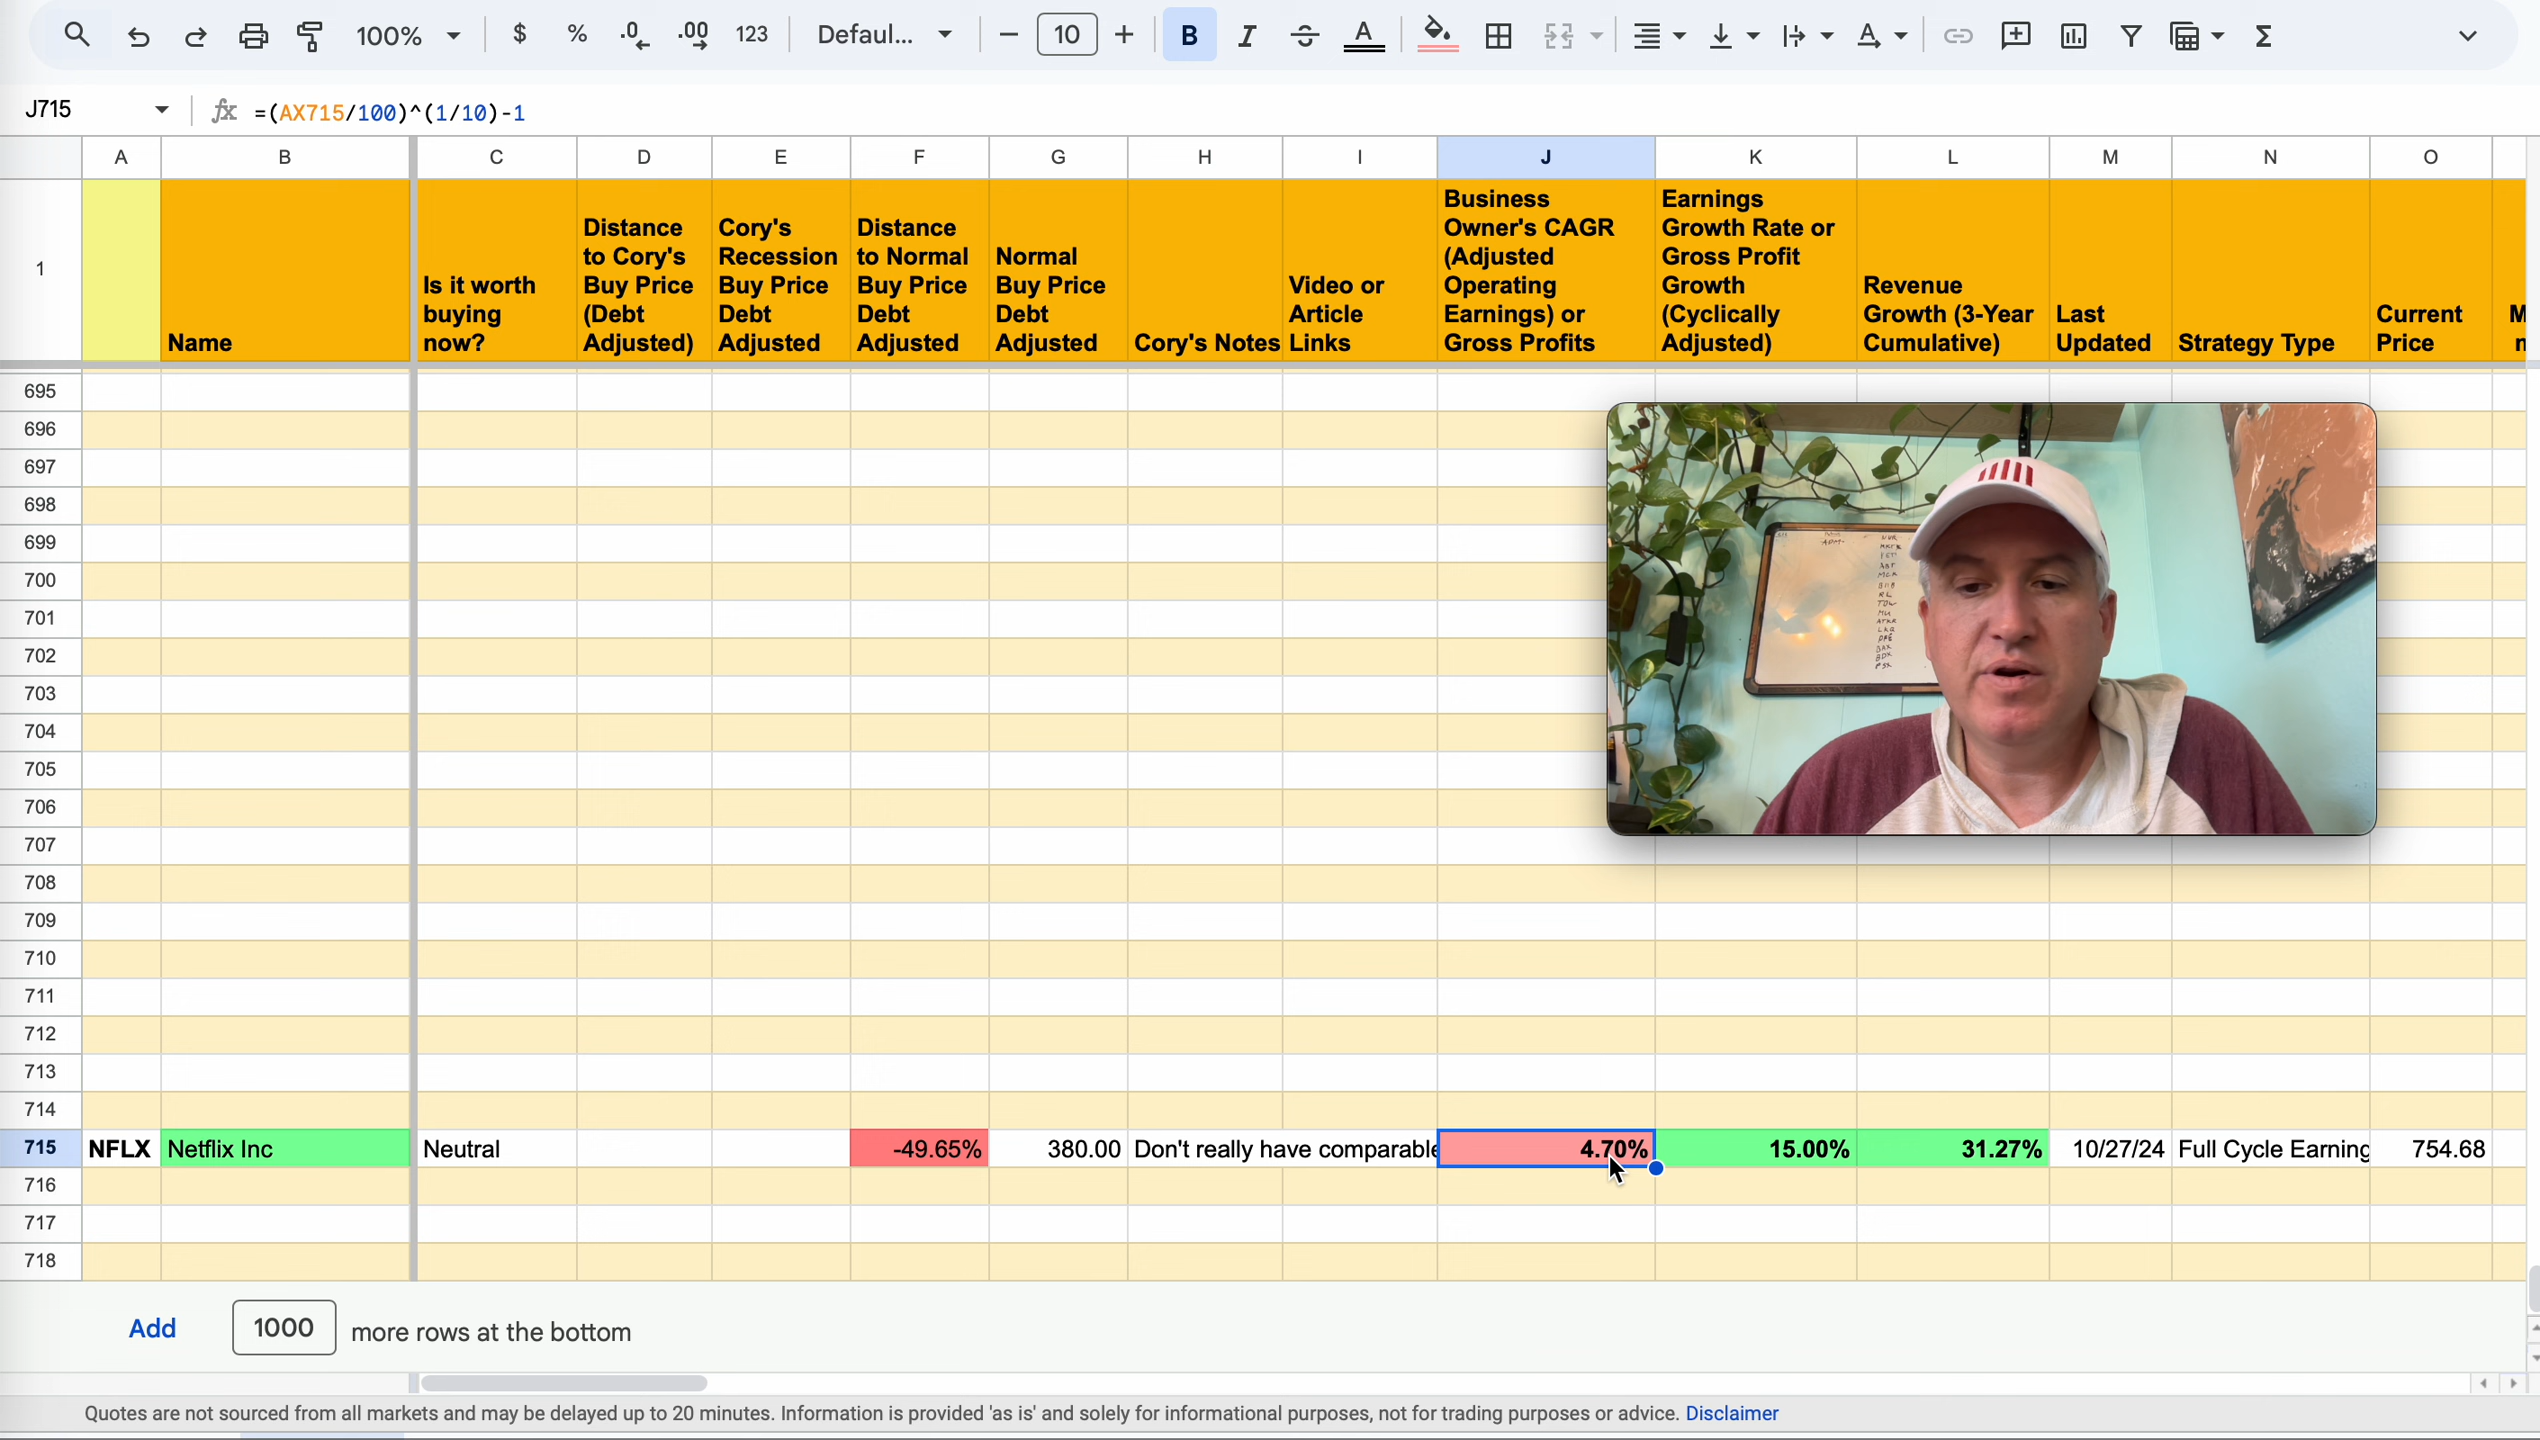 100%
$ % .0 .00 123
Defaul...
10
B I A
J715
fx =(AX715/100)^(1/10)-1
A B C D E F G H I J K L M N O
1
Name
Is it worth buying now?
Distance to Cory's Buy Price (Debt Adjusted)
Cory's Recession Buy Price Debt Adjusted
Distance to Normal Buy Price Debt Adjusted
Normal Buy Price Debt Adjusted
Cory's Notes
Video or Article Links
Business Owner's CAGR (Adjusted Operating Earnings) or Gross Profits
Earnings Growth Rate or Gross Profit Growth (Cyclically Adjusted)
Revenue Growth (3-Year Cumulative)
Last Updated
Strategy Type
Current Price
695
696
697
698
699
700
701
702
703
704
705
706
707
708
709
710
711
712
713
714
715 NFLX Netflix Inc Neutral -49.65% 380.00 Don't really have comparable 4.70% 15.00% 31.27% 10/27/24 Full Cycle Earning 754.68
716
717
718
Add 1000 more rows at the bottom
Quotes are not sourced from all markets and may be delayed up to 20 minutes. Information is provided 'as is' and solely for informational purposes, not for trading purposes or advice. Disclaimer